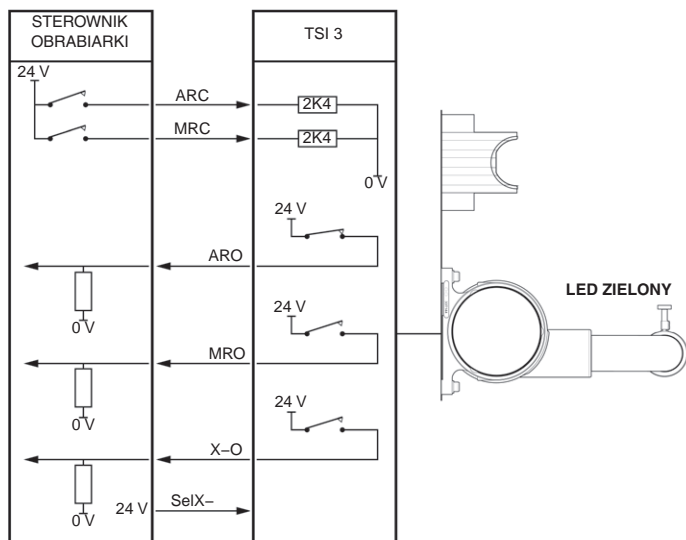 STEROWNIK
OBRABIARKI
TSI 3
24 V
ARC
2K4
MRC
2K4
0 V
24 V
ARO
0 V
24 V
MRO
0 V
24 V
X–O
0 V
24 V
SelX–
LED ZIELONY